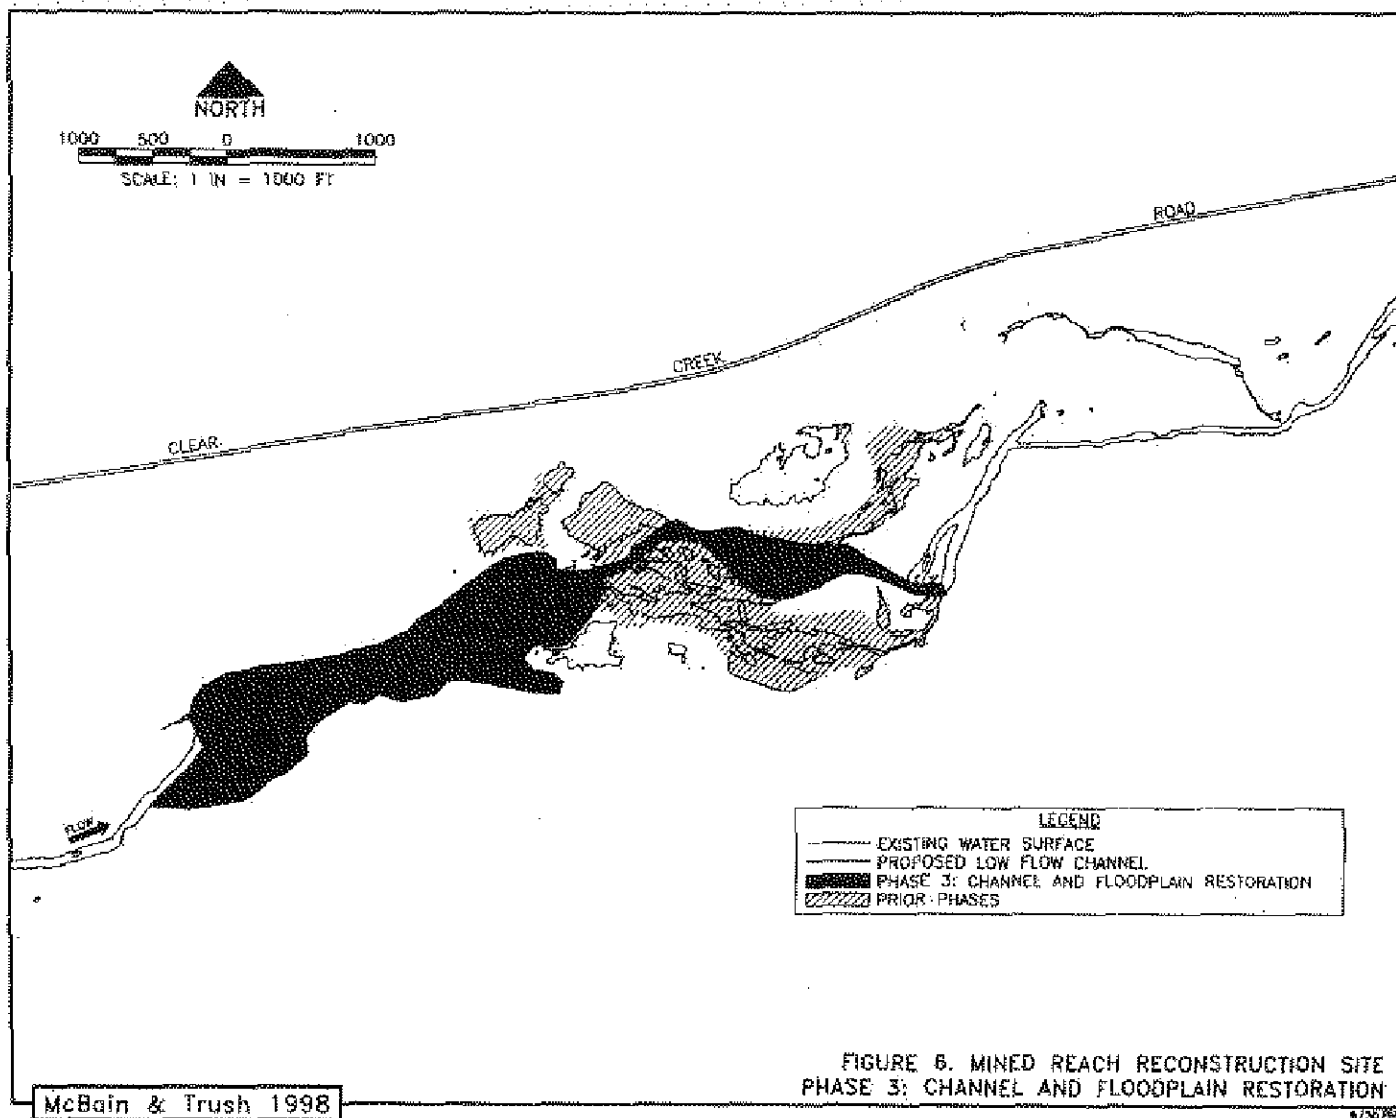 NORTH
1000 500 0 1000
SCALE: 1 IN = 1000 FT
ROAD
CREEK
CLEAR
FLOW
LEGEND
EXISTING WATER SURFACE
PROPOSED LOW FLOW CHANNEL
PHASE 3: CHANNEL AND FLOODPLAIN RESTORATION
PRIOR PHASES
FIGURE 6. MINED REACH RECONSTRUCTION SITE
PHASE 3: CHANNEL AND FLOODPLAIN RESTORATION
McBain & Trush 1998